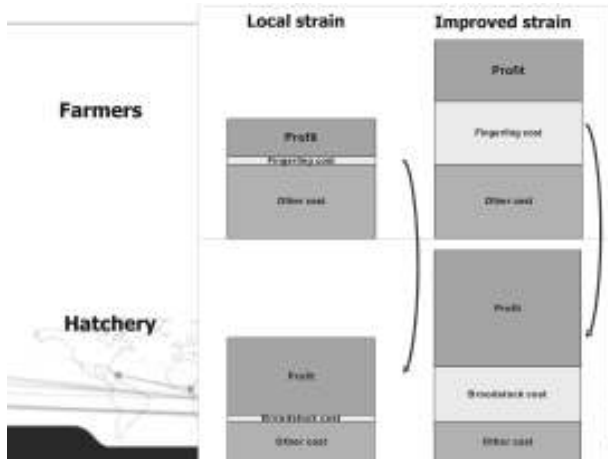 Local strain
Improved strain
Farmers
Profit
Fingerling cost
Other cost
Profit
Fingerling cost
Other cost
Hatchery
Profit
Broodstock cost
Other cost
Profit
Broodstock cost
Other cost